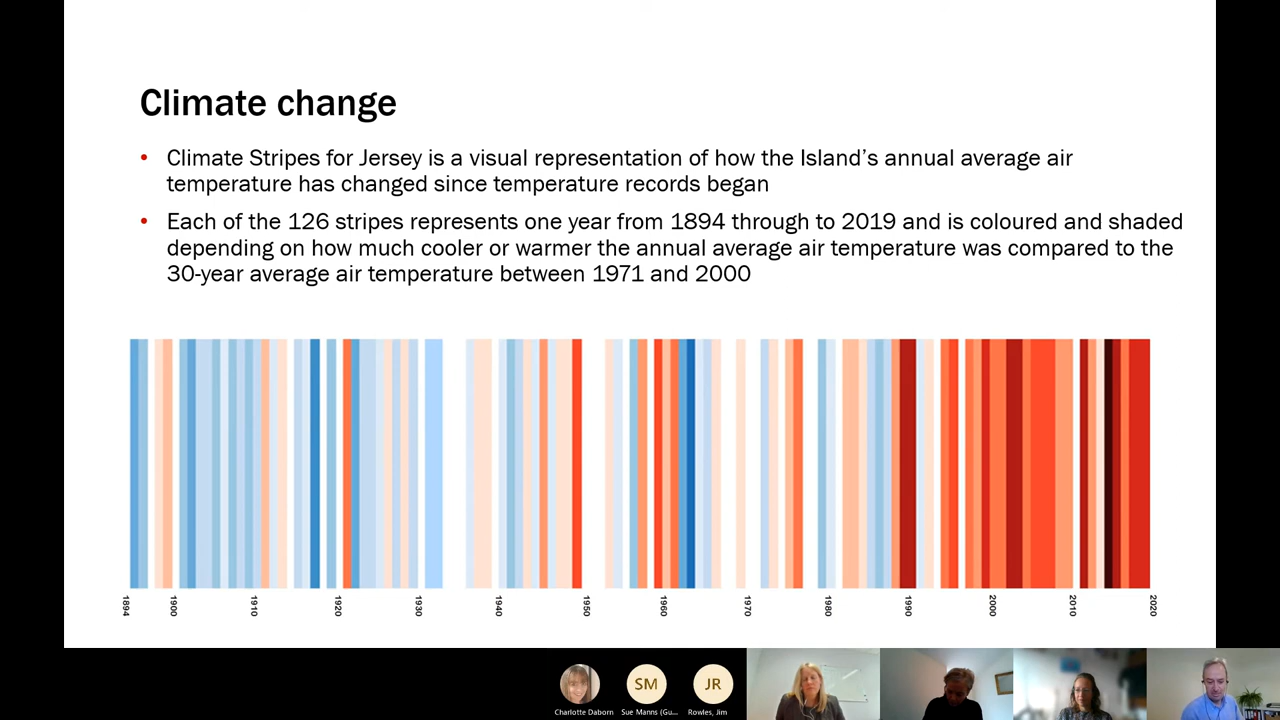 Climate change
• Climate Stripes for Jersey is a visual representation of how the Island's annual average air
temperature has changed since temperature records began
• Each of the 126 stripes represents one year from 1894 through to 2019 and is coloured and shaded
depending on how much cooler or warmer the annual average air temperature was compared to the
30-year average air temperature between 1971 and 2000
1894 1900 1910 1920 1930 1940 1950 1960 1970 1980 1990 2000 2010 2020
SM JR
Charlotte Daborn Sue Manns (Gu... Rowles, Jim